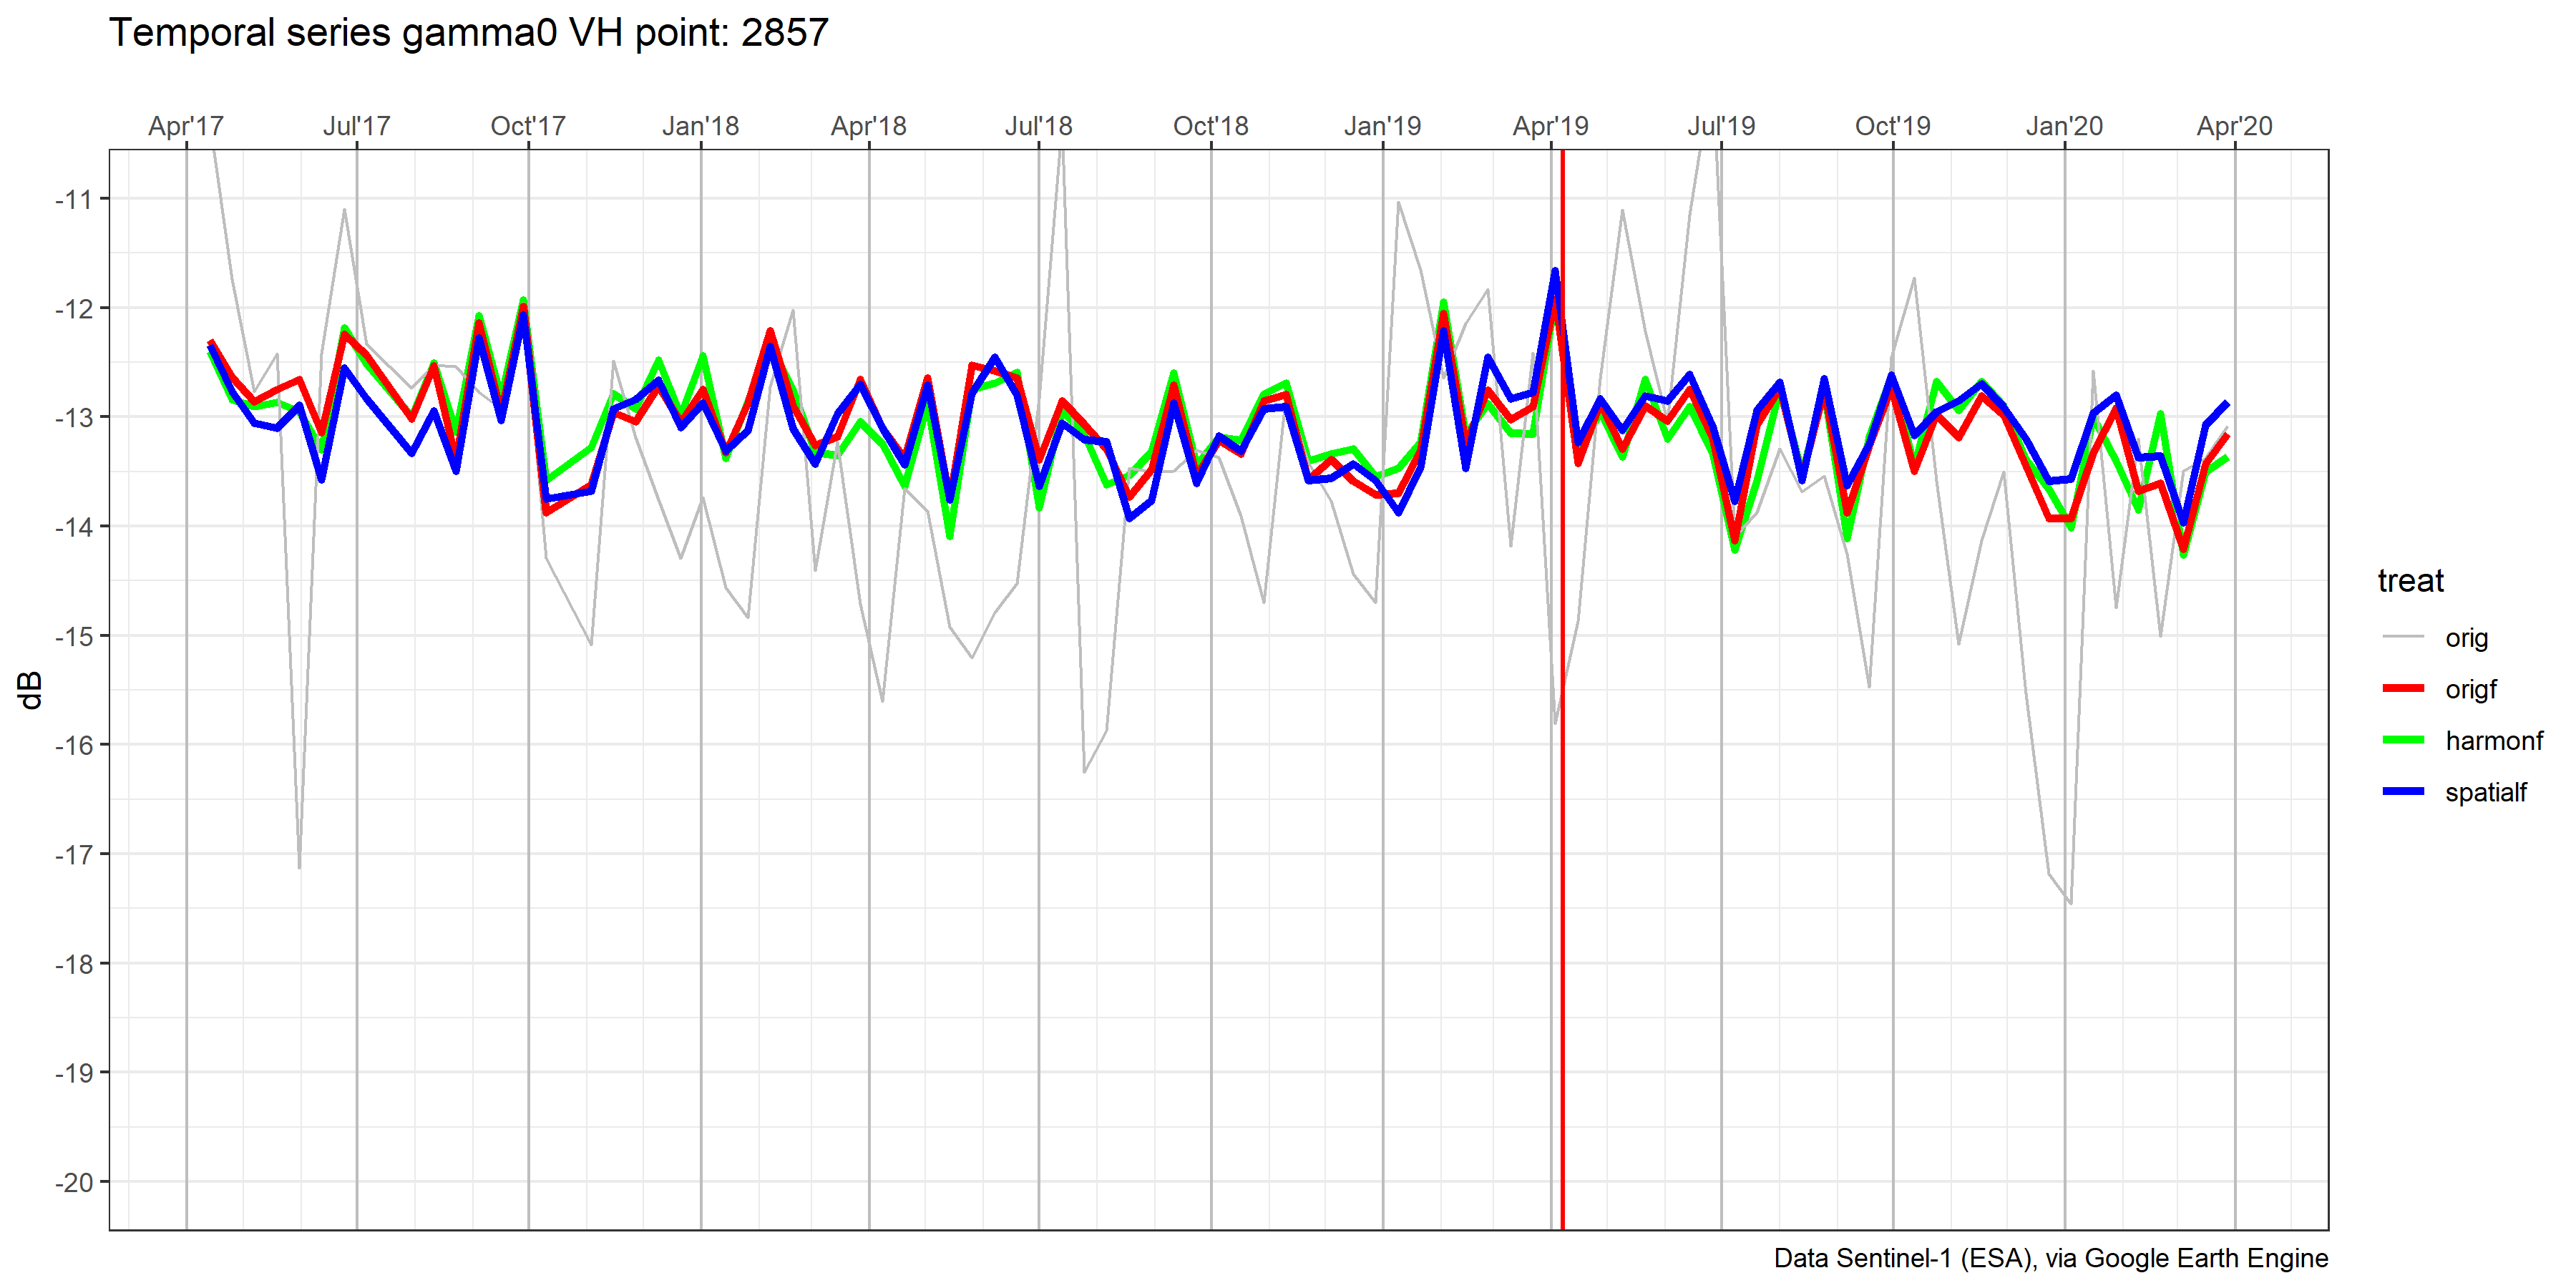 Temporal series gamma0 VH point: 2857
Apr'17 Jul'17 Oct'17 Jan'18 Apr'18 Jul'18 Oct'18 Jan'19 Apr'19 Jul'19 Oct'19 Jan'20 Apr'20
-11
-12
-13
-14
-15
-16
-17
-18
-19
-20
dB
treat
orig
origf
harmonf
spatialf
Data Sentinel-1 (ESA), via Google Earth Engine